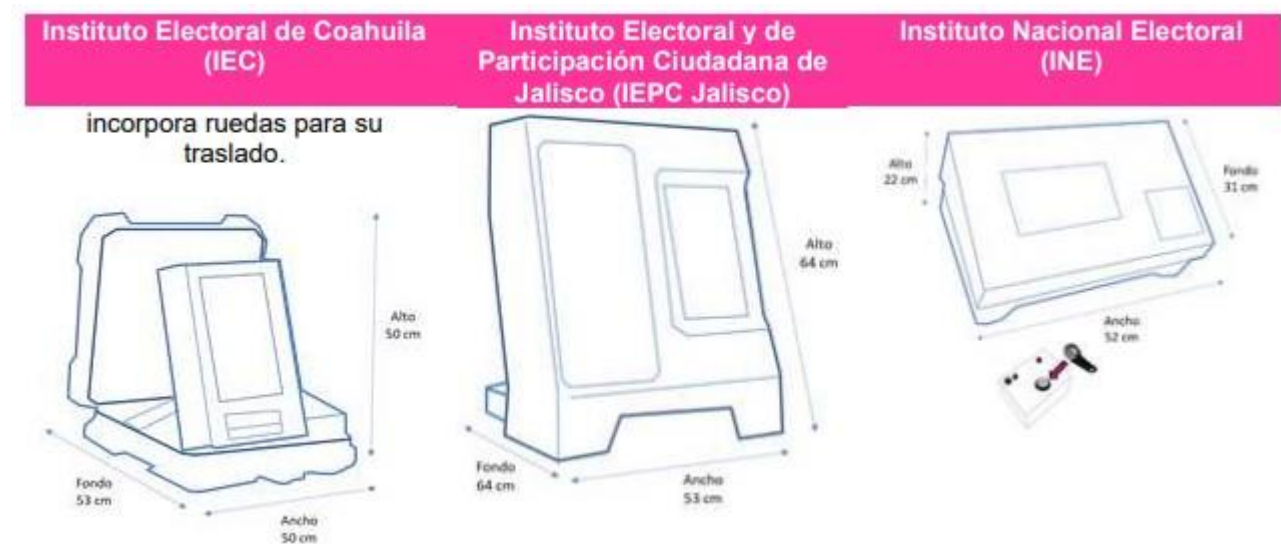 Instituto Electoral de Coahuila
(IEC)
Instituto Electoral y de
Participación Ciudadana de
Jalisco (IEPC Jalisco)
Instituto Nacional Electoral
(INE)
incorpora ruedas para su
traslado.
Alto
50 cm
Fondo
53 cm
Ancho
50 cm
Alto
64 cm
Fondo
64 cm
Ancho
53 cm
Alto
22 cm
Fondo
31 cm
Ancho
52 cm